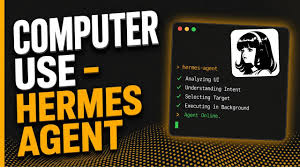 COMPUTER
USE –
HERMES
AGENT
> hermes-agent
✓ Analyzing UI
✓ Understanding Intent
✓ Selecting Target
✓ Executing in Background
> Agent Online.